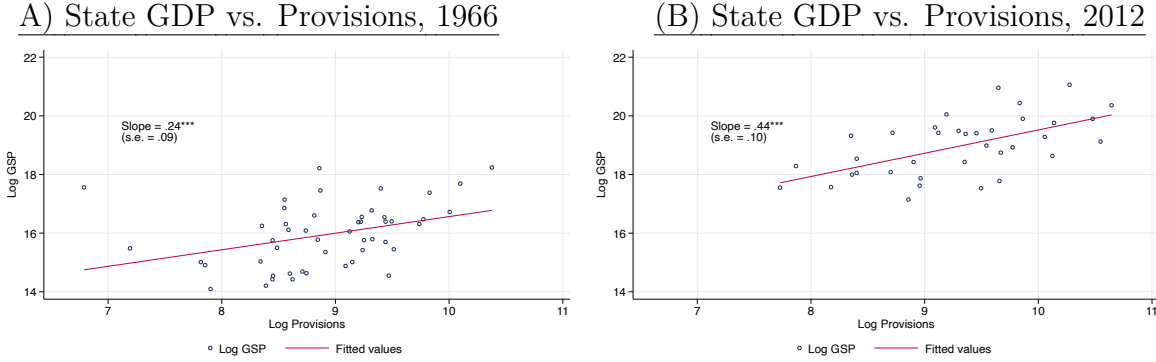 A) State GDP vs. Provisions, 1966
22
20
18
16
14
Log GSP
Slope = .24***
(s.e. = .09)
7
8
9
10
11
Log Provisions
Log GSP
Fitted values
(B) State GDP vs. Provisions, 2012
22
20
18
16
14
Log GSP
Slope = .44***
(s.e. = .10)
7
8
9
10
11
Log Provisions
Log GSP
Fitted values